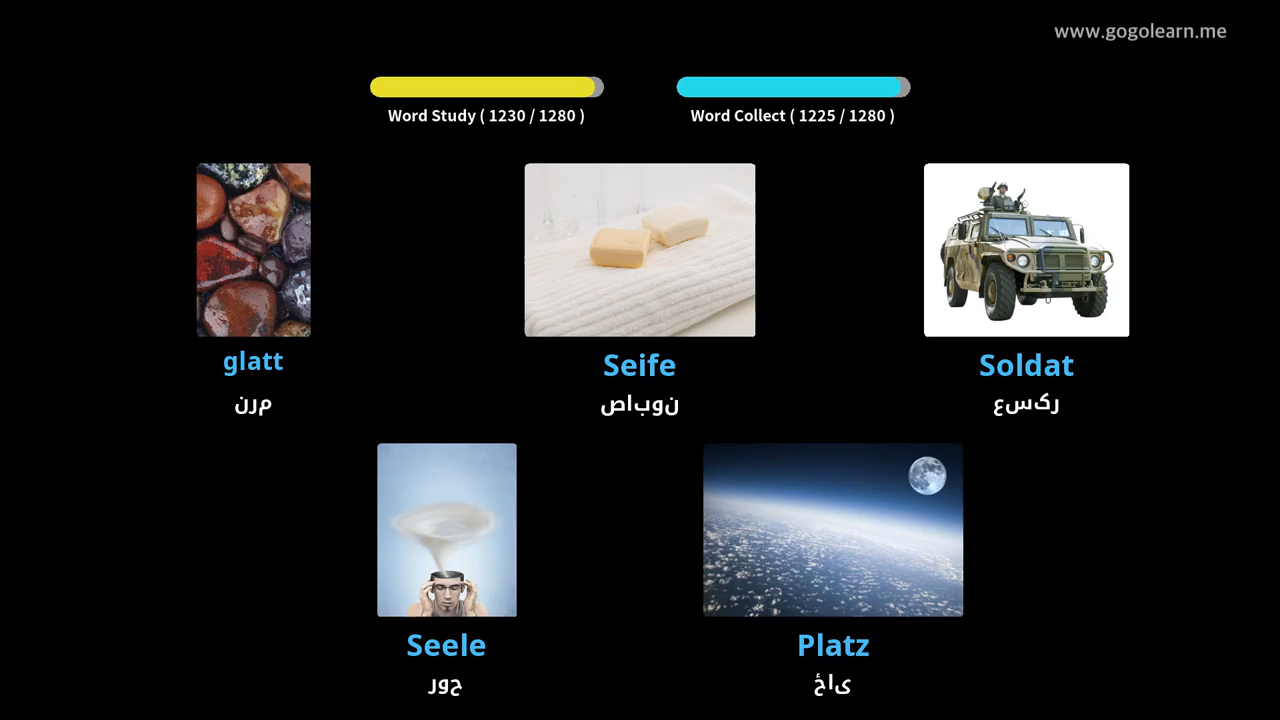 www.gogolearn.me
Word Study ( 1230 / 1280 )
Word Collect ( 1225 / 1280 )
glatt
مرن
Seife
نوباص
Soldat
رکسع
Seele
حور
Platz
یاځ